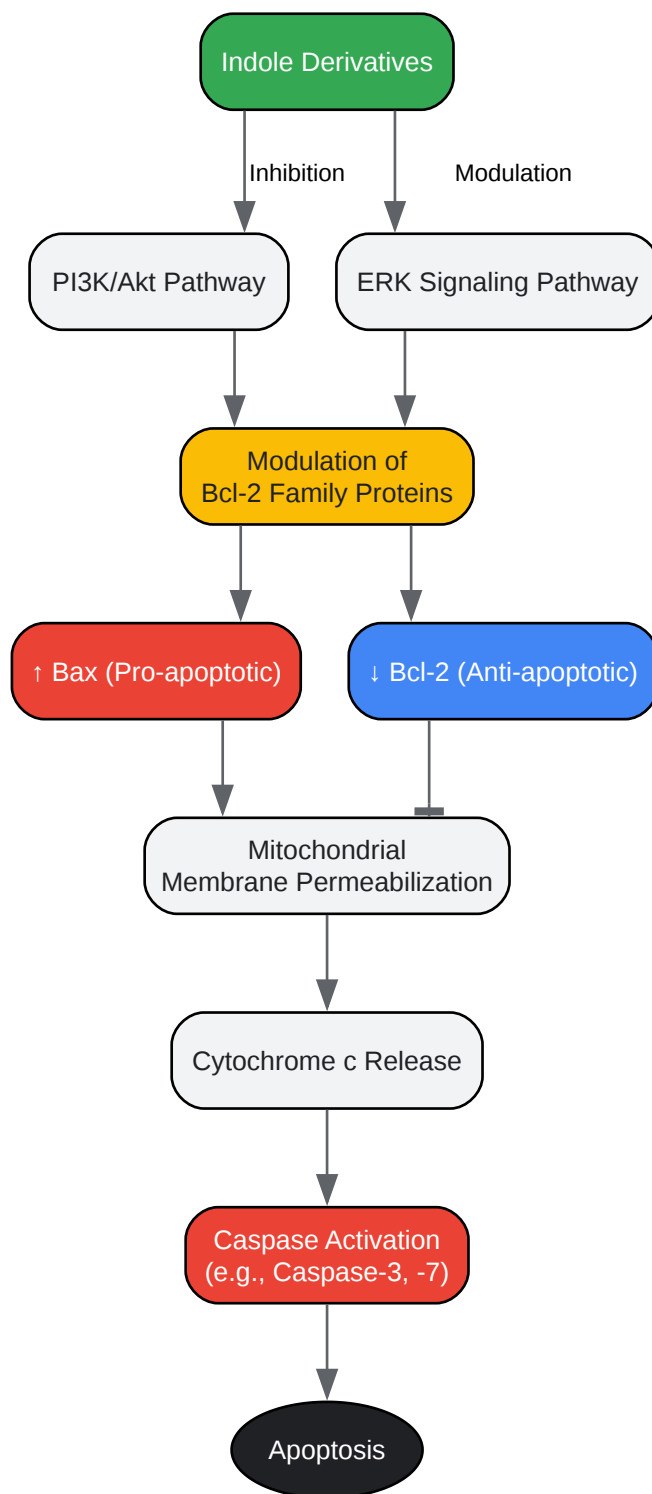 Indole Derivatives
Inhibition
Modulation
PI3K/Akt Pathway
ERK Signaling Pathway
Modulation of
Bcl-2 Family Proteins
↑ Bax (Pro-apoptotic)
↓ Bcl-2 (Anti-apoptotic)
Mitochondrial
Membrane Permeabilization
Cytochrome c Release
Caspase Activation
(e.g., Caspase-3, -7)
Apoptosis